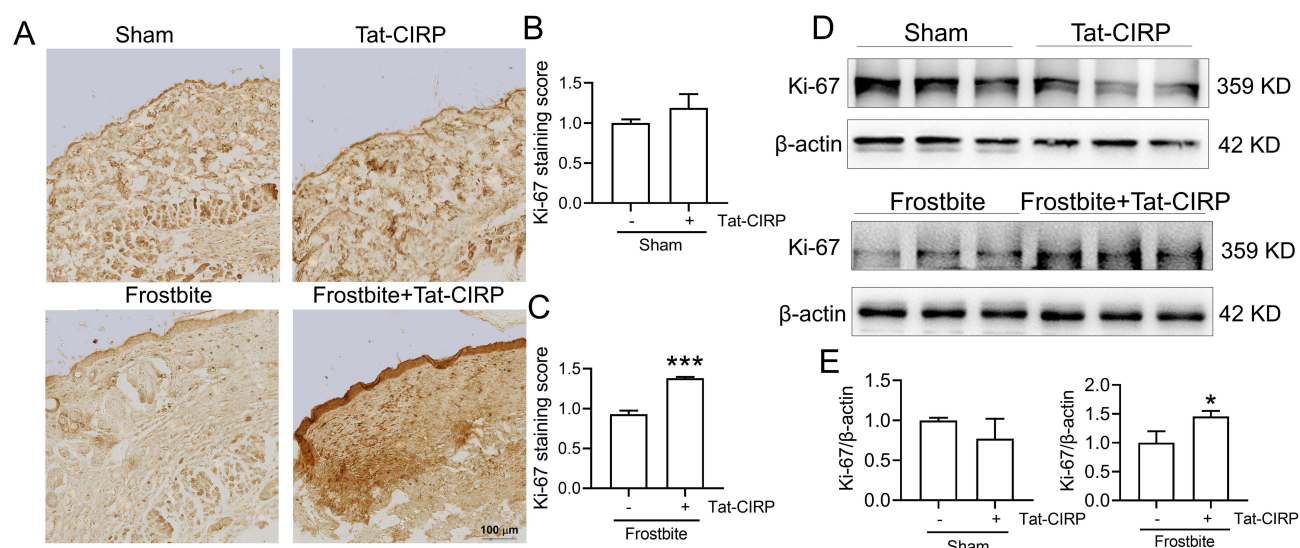 A
Sham
Tat-CIRP
Frostbite
Frostbite+Tat-CIRP
100 μm
B
Ki-67 staining score
1.5
1.0
0.5
0.0
- + Tat-CIRP
Sham
C
Ki-67 staining score
1.5
1.0
0.5
0.0
***
- + Tat-CIRP
Frostbite
D
Sham Tat-CIRP
Ki-67 359 KD
β-actin 42 KD
Frostbite Frostbite+Tat-CIRP
Ki-67 359 KD
β-actin 42 KD
E
Ki-67/β-actin
1.5
1.0
0.5
0.0
- + Tat-CIRP
Sham
Ki-67/β-actin
2.0
1.5
1.0
0.5
0.0
*
- + Tat-CIRP
Frostbite